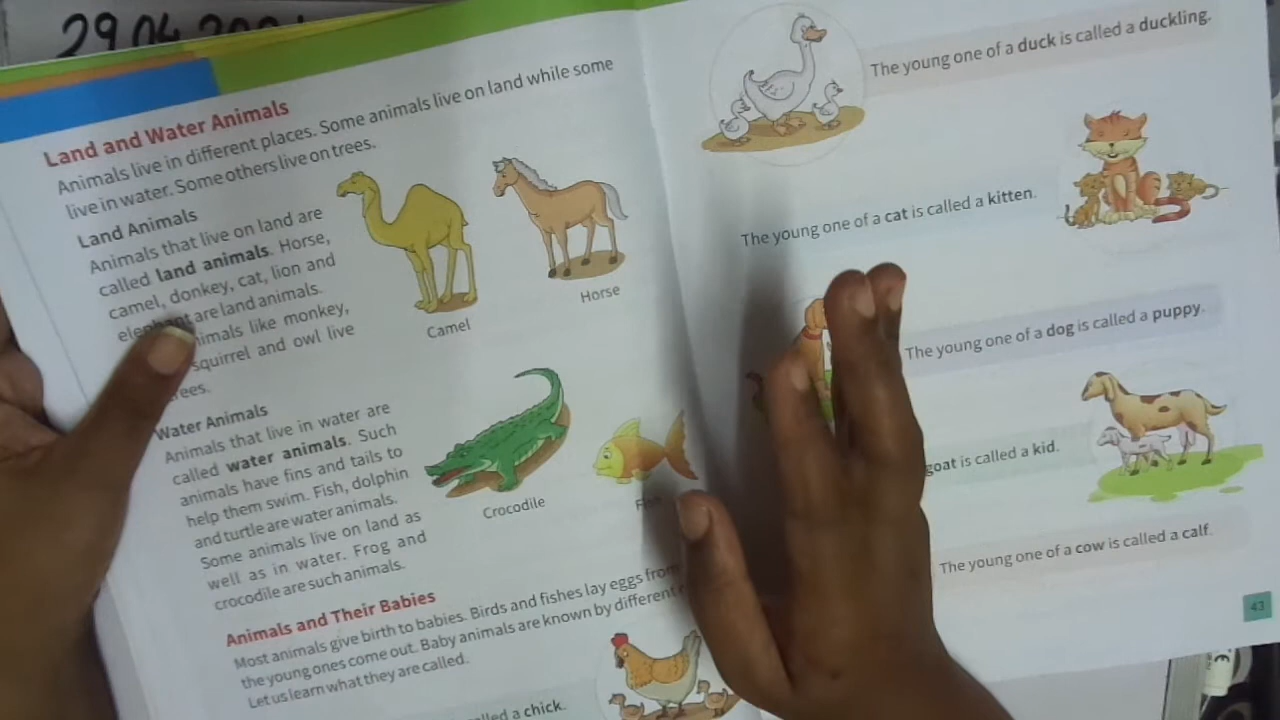 29.04.202
Land and Water Animals
Animals live in different places. Some animals live on land while some
live in water. Some others live on trees.
Land Animals
Animals that live on land are
called land animals. Horse,
camel, donkey, cat, lion and
elephant are land animals.
animals like monkey,
squirrel and owl live
trees.
Camel
Horse
Water Animals
Animals that live in water are
called water animals. Such
animals have fins and tails to
help them swim. Fish, dolphin
and turtle are water animals.
Some animals live on land as
well as in water. Frog and
crocodile are such animals.
Crocodile
Fish
Animals and Their Babies
Most animals give birth to babies. Birds and fishes lay eggs from
the young ones come out. Baby animals are known by different
Let us learn what they are called.
called a chick.
The young one of a duck is called a duckling.
The young one of a cat is called a kitten.
The young one of a dog is called a puppy.
goat is called a kid.
The young one of a cow is called a calf.
43